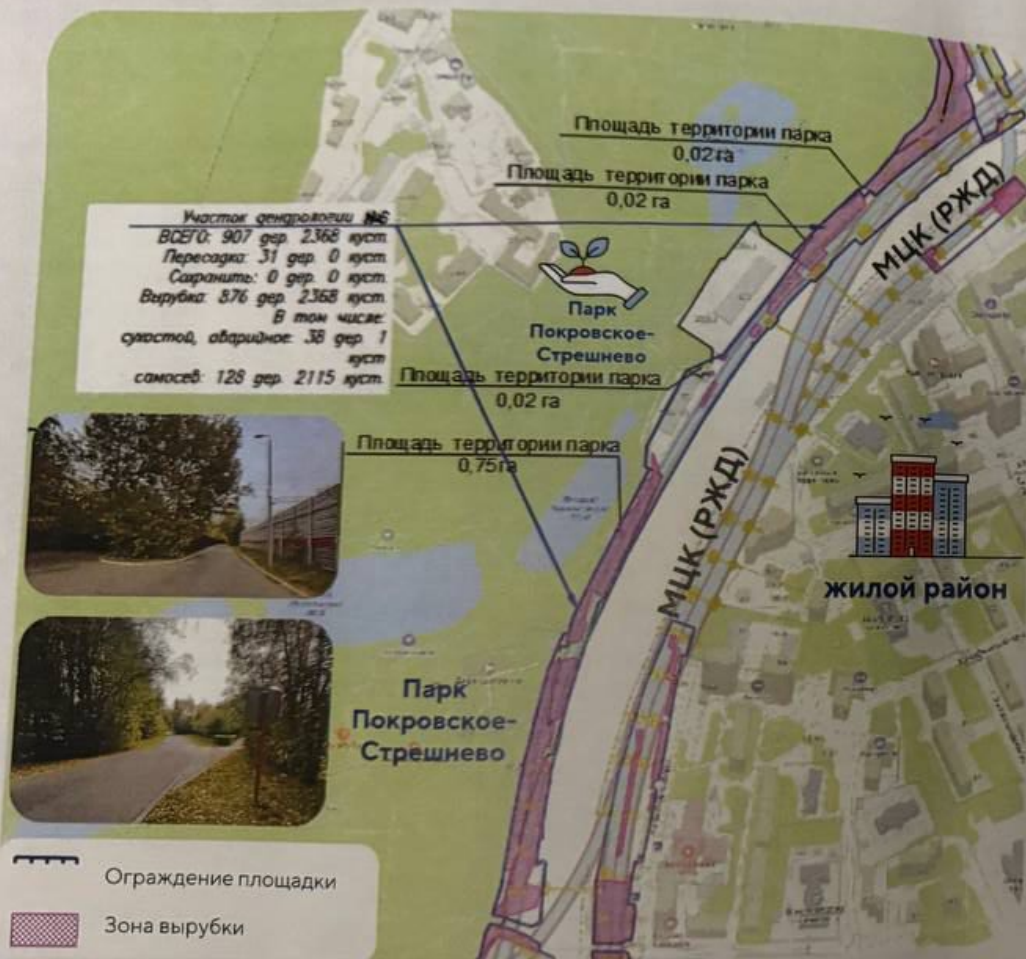 Площадь территории парка
0,02 га
Площадь территории парка
0,02 га
Участок дендрологии №6
ВСЕГО: 907 дер. 2368 куст.
Пересадка: 31 дер. 0 куст.
Сохранить: 0 дер. 0 куст.
Вырубка: 876 дер. 2368 куст.
В том числе:
сухостой, аварийное: 38 дер. 1
куст
самосев: 128 дер. 2115 куст.
Парк
Покровское-
Стрешнево
МЦК (РЖД)
Площадь территории парка
0,02 га
Площадь территории парка
0,75га
МЦК (РЖД)
жилой район
Парк
Покровское-
Стрешнево
Ограждение площадки
Зона вырубки